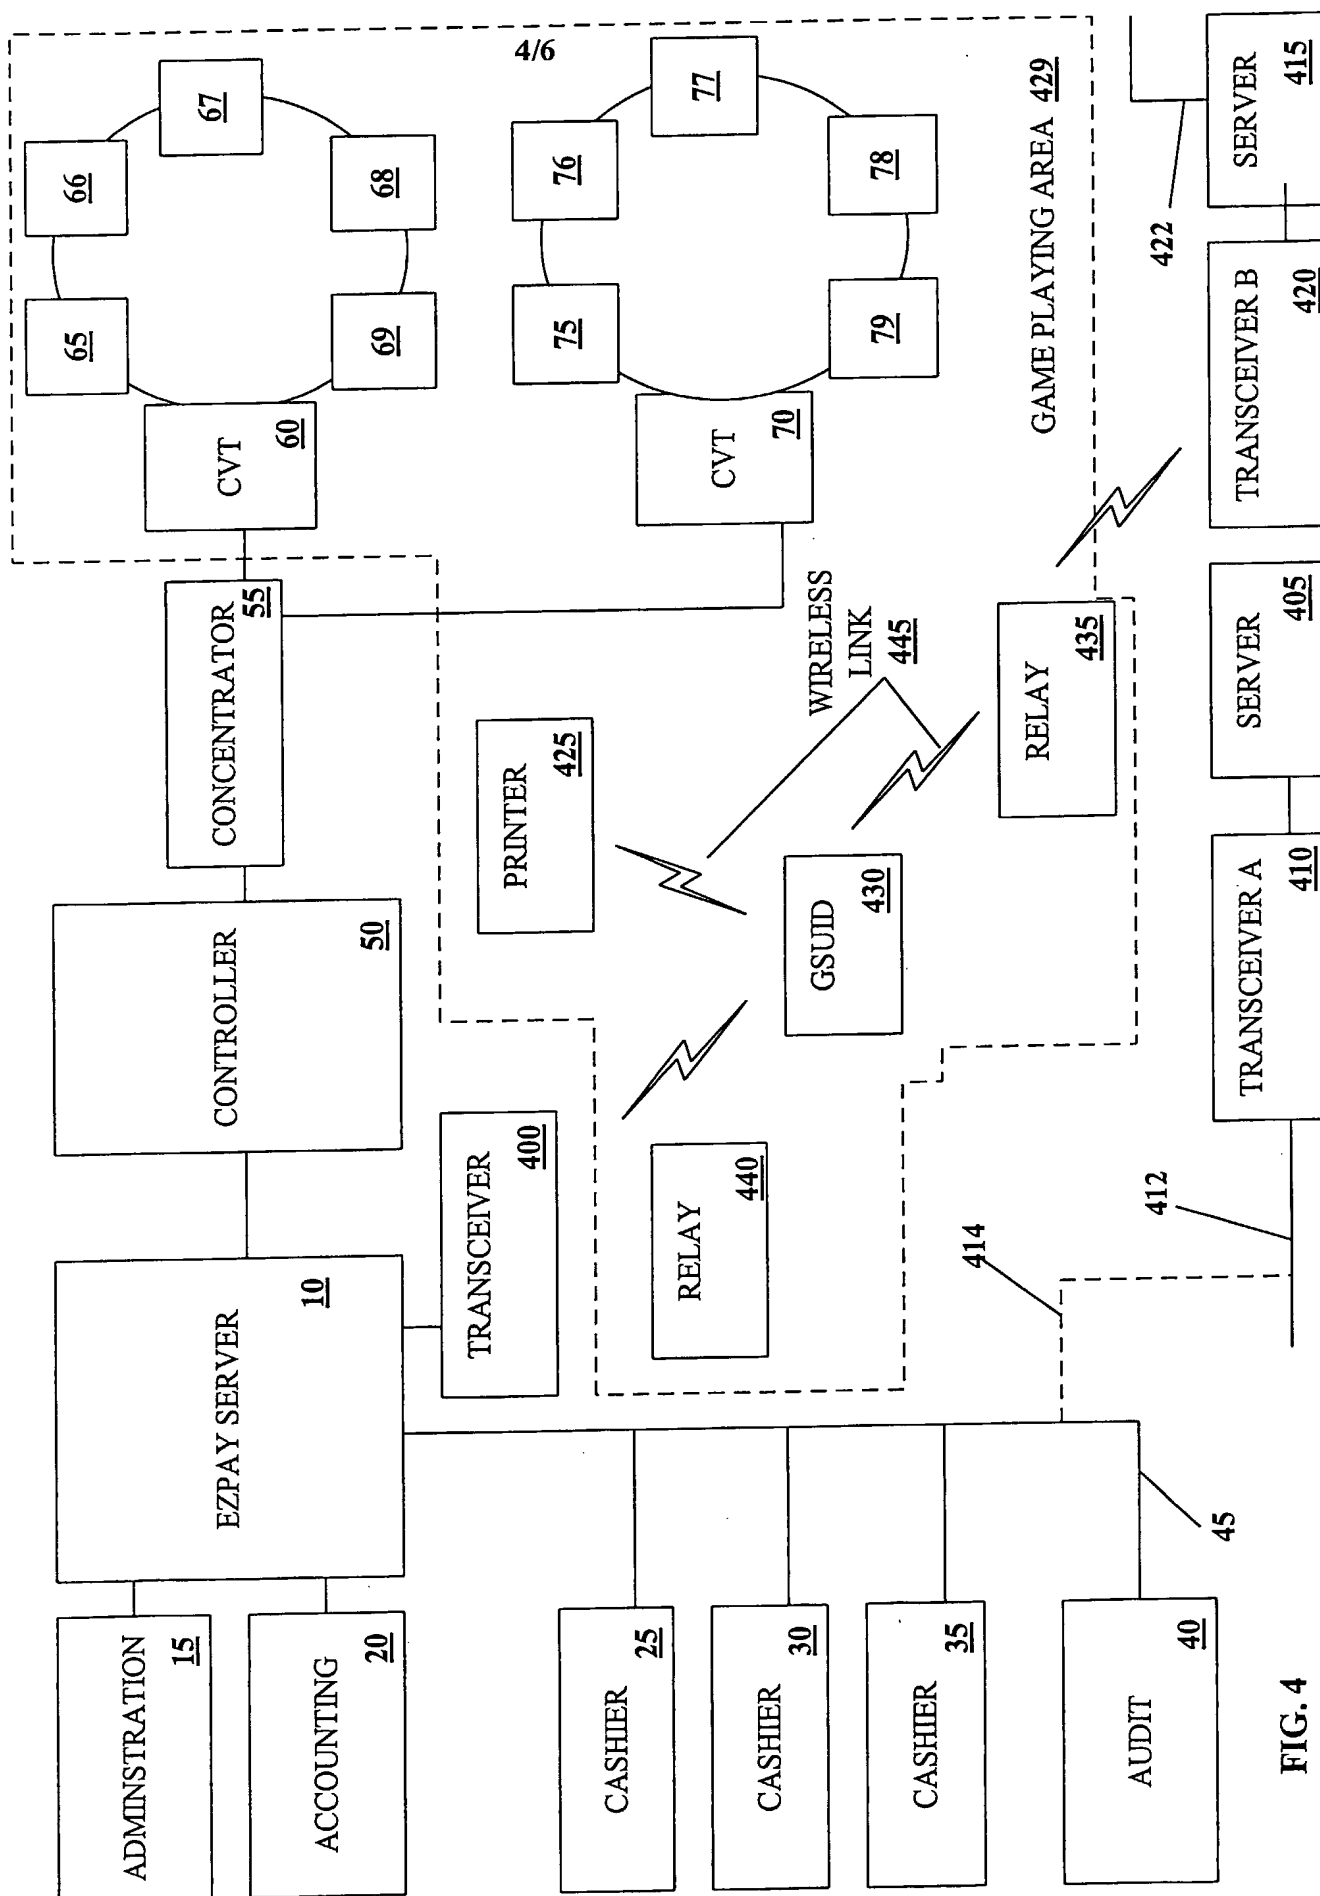 4/6
ADMINSTRATION
15
ACCOUNTING
20
EZPAY SERVER
10
CONTROLLER
50
CONCENTRATOR
55
CVT
60
65
66
67
68
69
CVT
70
75
76
77
78
79
CASHIER
25
CASHIER
30
CASHIER
35
AUDIT
40
45
TRANSCEIVER
400
RELAY
440
PRINTER
425
GSUID
430
WIRELESS
LINK
445
RELAY
435
GAME PLAYING AREA 429
414
412
TRANSCEIVER A
410
SERVER
405
TRANSCEIVER B
420
SERVER
415
422
FIG. 4